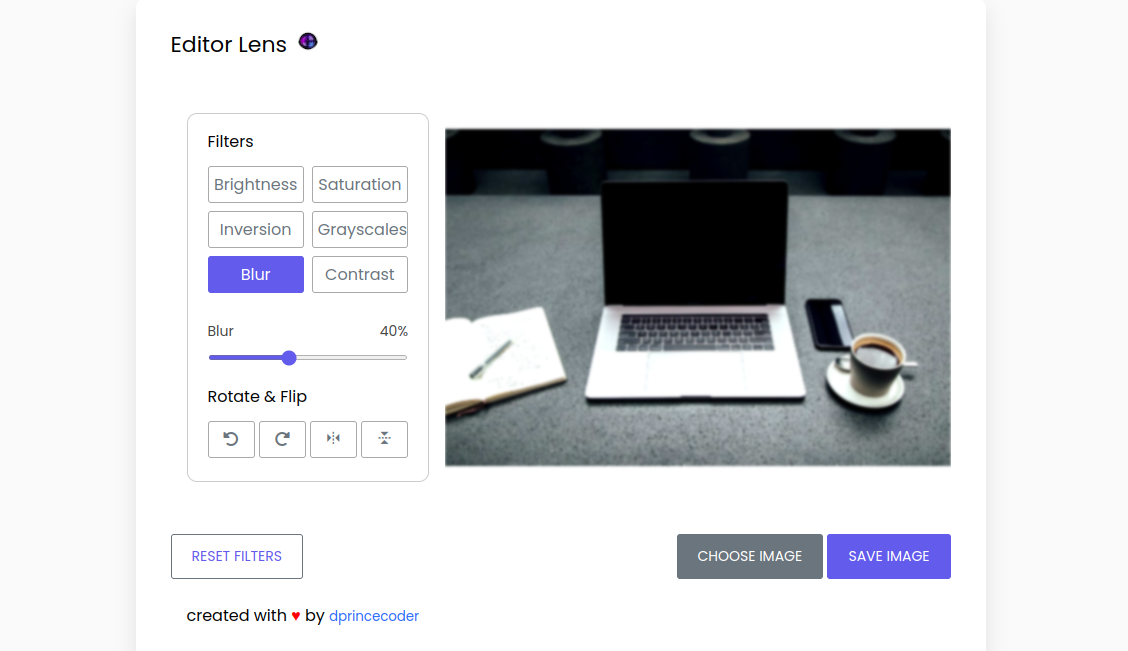 Editor Lens
Filters
Brightness Saturation
Inversion Grayscales
Blur Contrast
Blur 40%
Rotate & Flip
RESET FILTERS CHOOSE IMAGE SAVE IMAGE
created with ♥ by dprincecoder